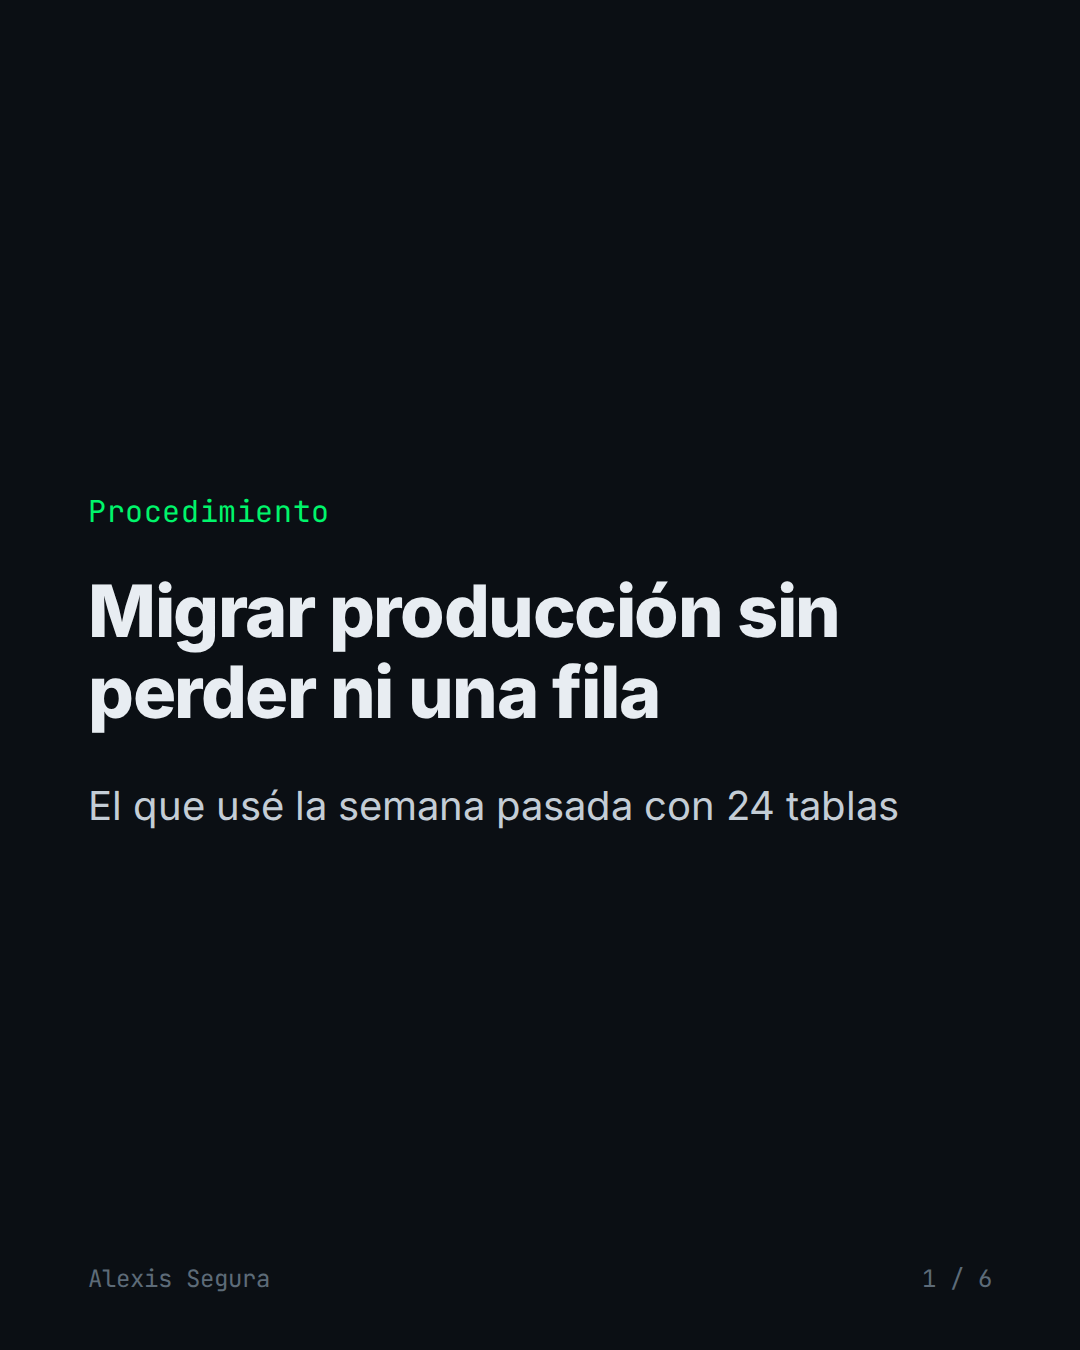 Procedimiento
Migrar producción sin
perder ni una fila
El que usé la semana pasada con 24 tablas
Alexis Segura
1 / 6